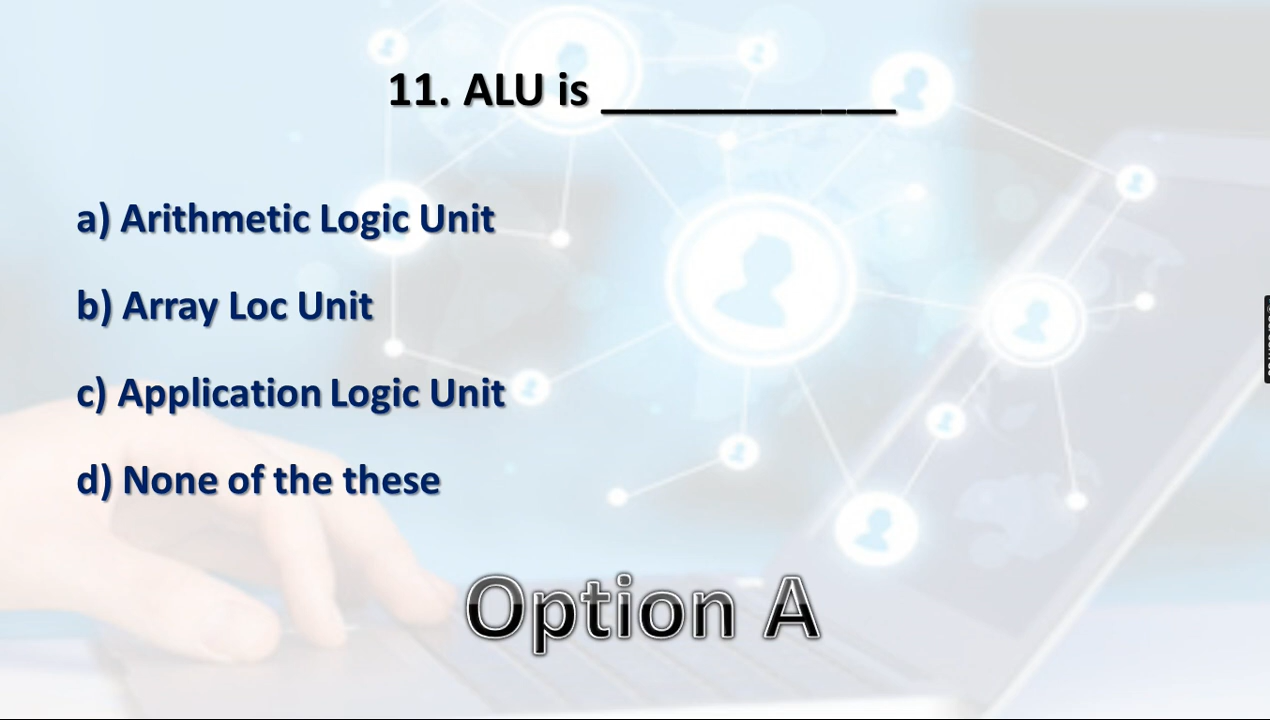 11. ALU is ____________
a) Arithmetic Logic Unit
b) Array Loc Unit
c) Application Logic Unit
d) None of the these
Option A